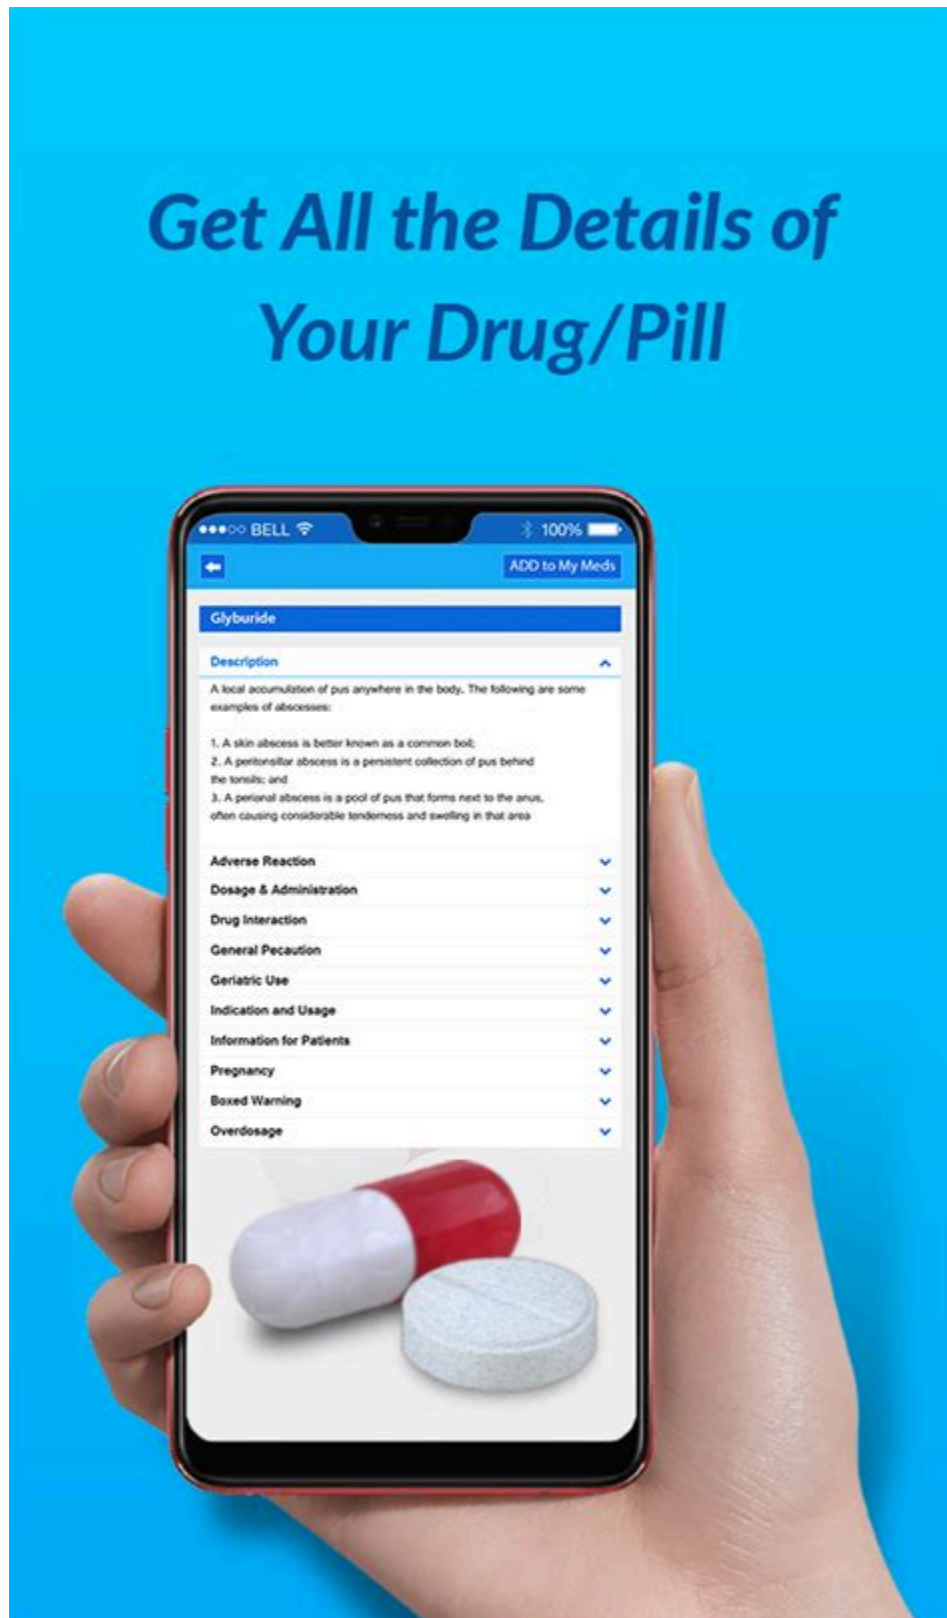 Get All the Details of
Your Drug/Pill
BELL 100%
ADD to My Meds
Glyburide
Description
A local accumulation of pus anywhere in the body. The following are some
examples of abscesses:
1. A skin abscess is better known as a common boil;
2. A peritonsillar abscess is a persistent collection of pus behind
the tonsils; and
3. A perianal abscess is a pool of pus that forms next to the anus,
often causing considerable tenderness and swelling in that area
Adverse Reaction
Dosage & Administration
Drug Interaction
General Pecaution
Geriatric Use
Indication and Usage
Information for Patients
Pregnancy
Boxed Warning
Overdosage